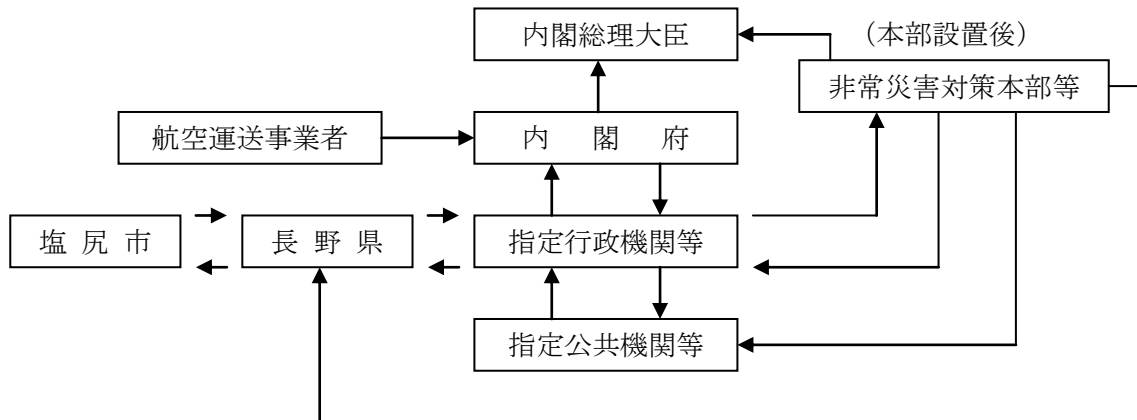 内閣総理大臣
（本部設置後）
非常災害対策本部等
航空運送事業者
内　閣　府
塩 尻 市
長 野 県
指定行政機関等
指定公共機関等